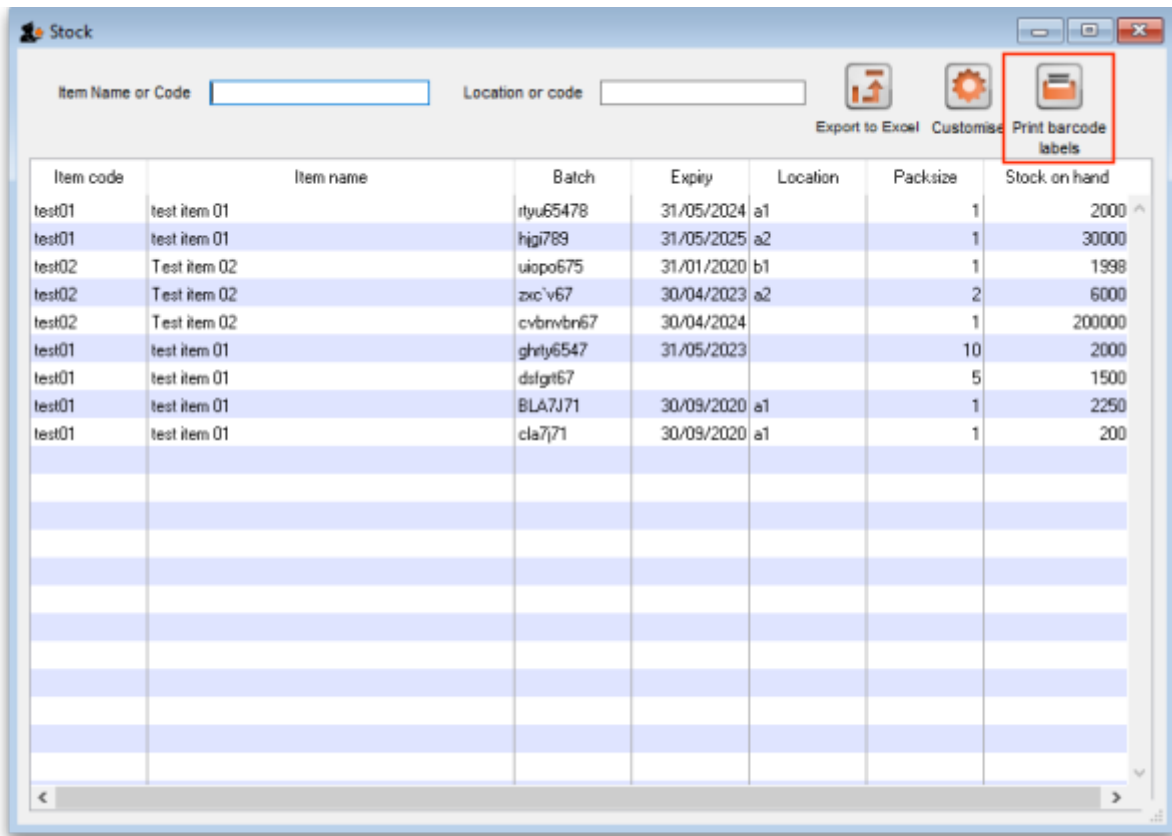 Stock
Item Name or Code Location or code
Export to Excel Customise Print barcode
labels
Item code Item name Batch Expiry Location Packsize Stock on hand
test01 test item 01 rtyu65478 31/05/2024 a1 1 2000
test01 test item 01 hjgi789 31/05/2025 a2 1 30000
test02 Test item 02 uiopo675 31/01/2020 b1 1 1998
test02 Test item 02 zxc`v67 30/04/2023 a2 2 6000
test02 Test item 02 cvbnvbn67 30/04/2024 1 200000
test01 test item 01 ghrty6547 31/05/2023 10 2000
test01 test item 01 dsfgrt67 5 1500
test01 test item 01 BLA7J71 30/09/2020 a1 1 2250
test01 test item 01 cla7j71 30/09/2020 a1 1 200